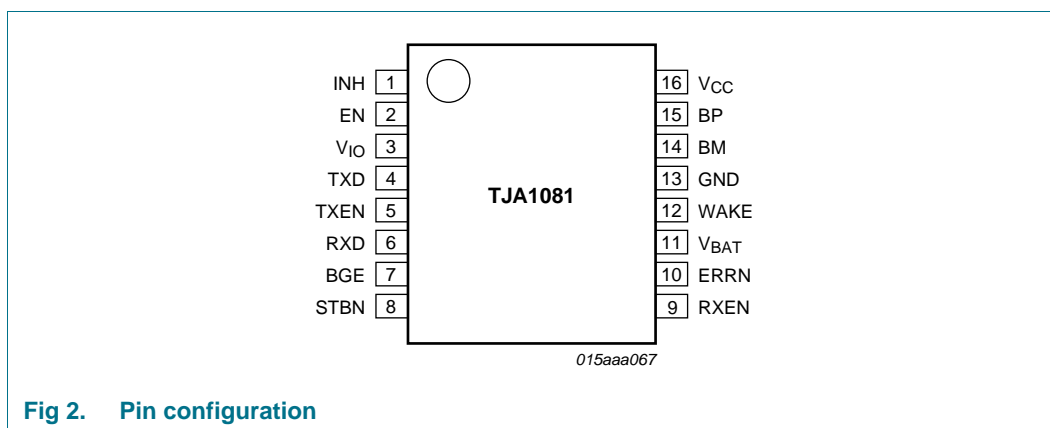 INH 1
EN 2
VIO 3
TXD 4
TXEN 5
RXD 6
BGE 7
STBN 8
TJA1081
16 VCC
15 BP
14 BM
13 GND
12 WAKE
11 VBAT
10 ERRN
9 RXEN
015aaa067
Fig 2. Pin configuration